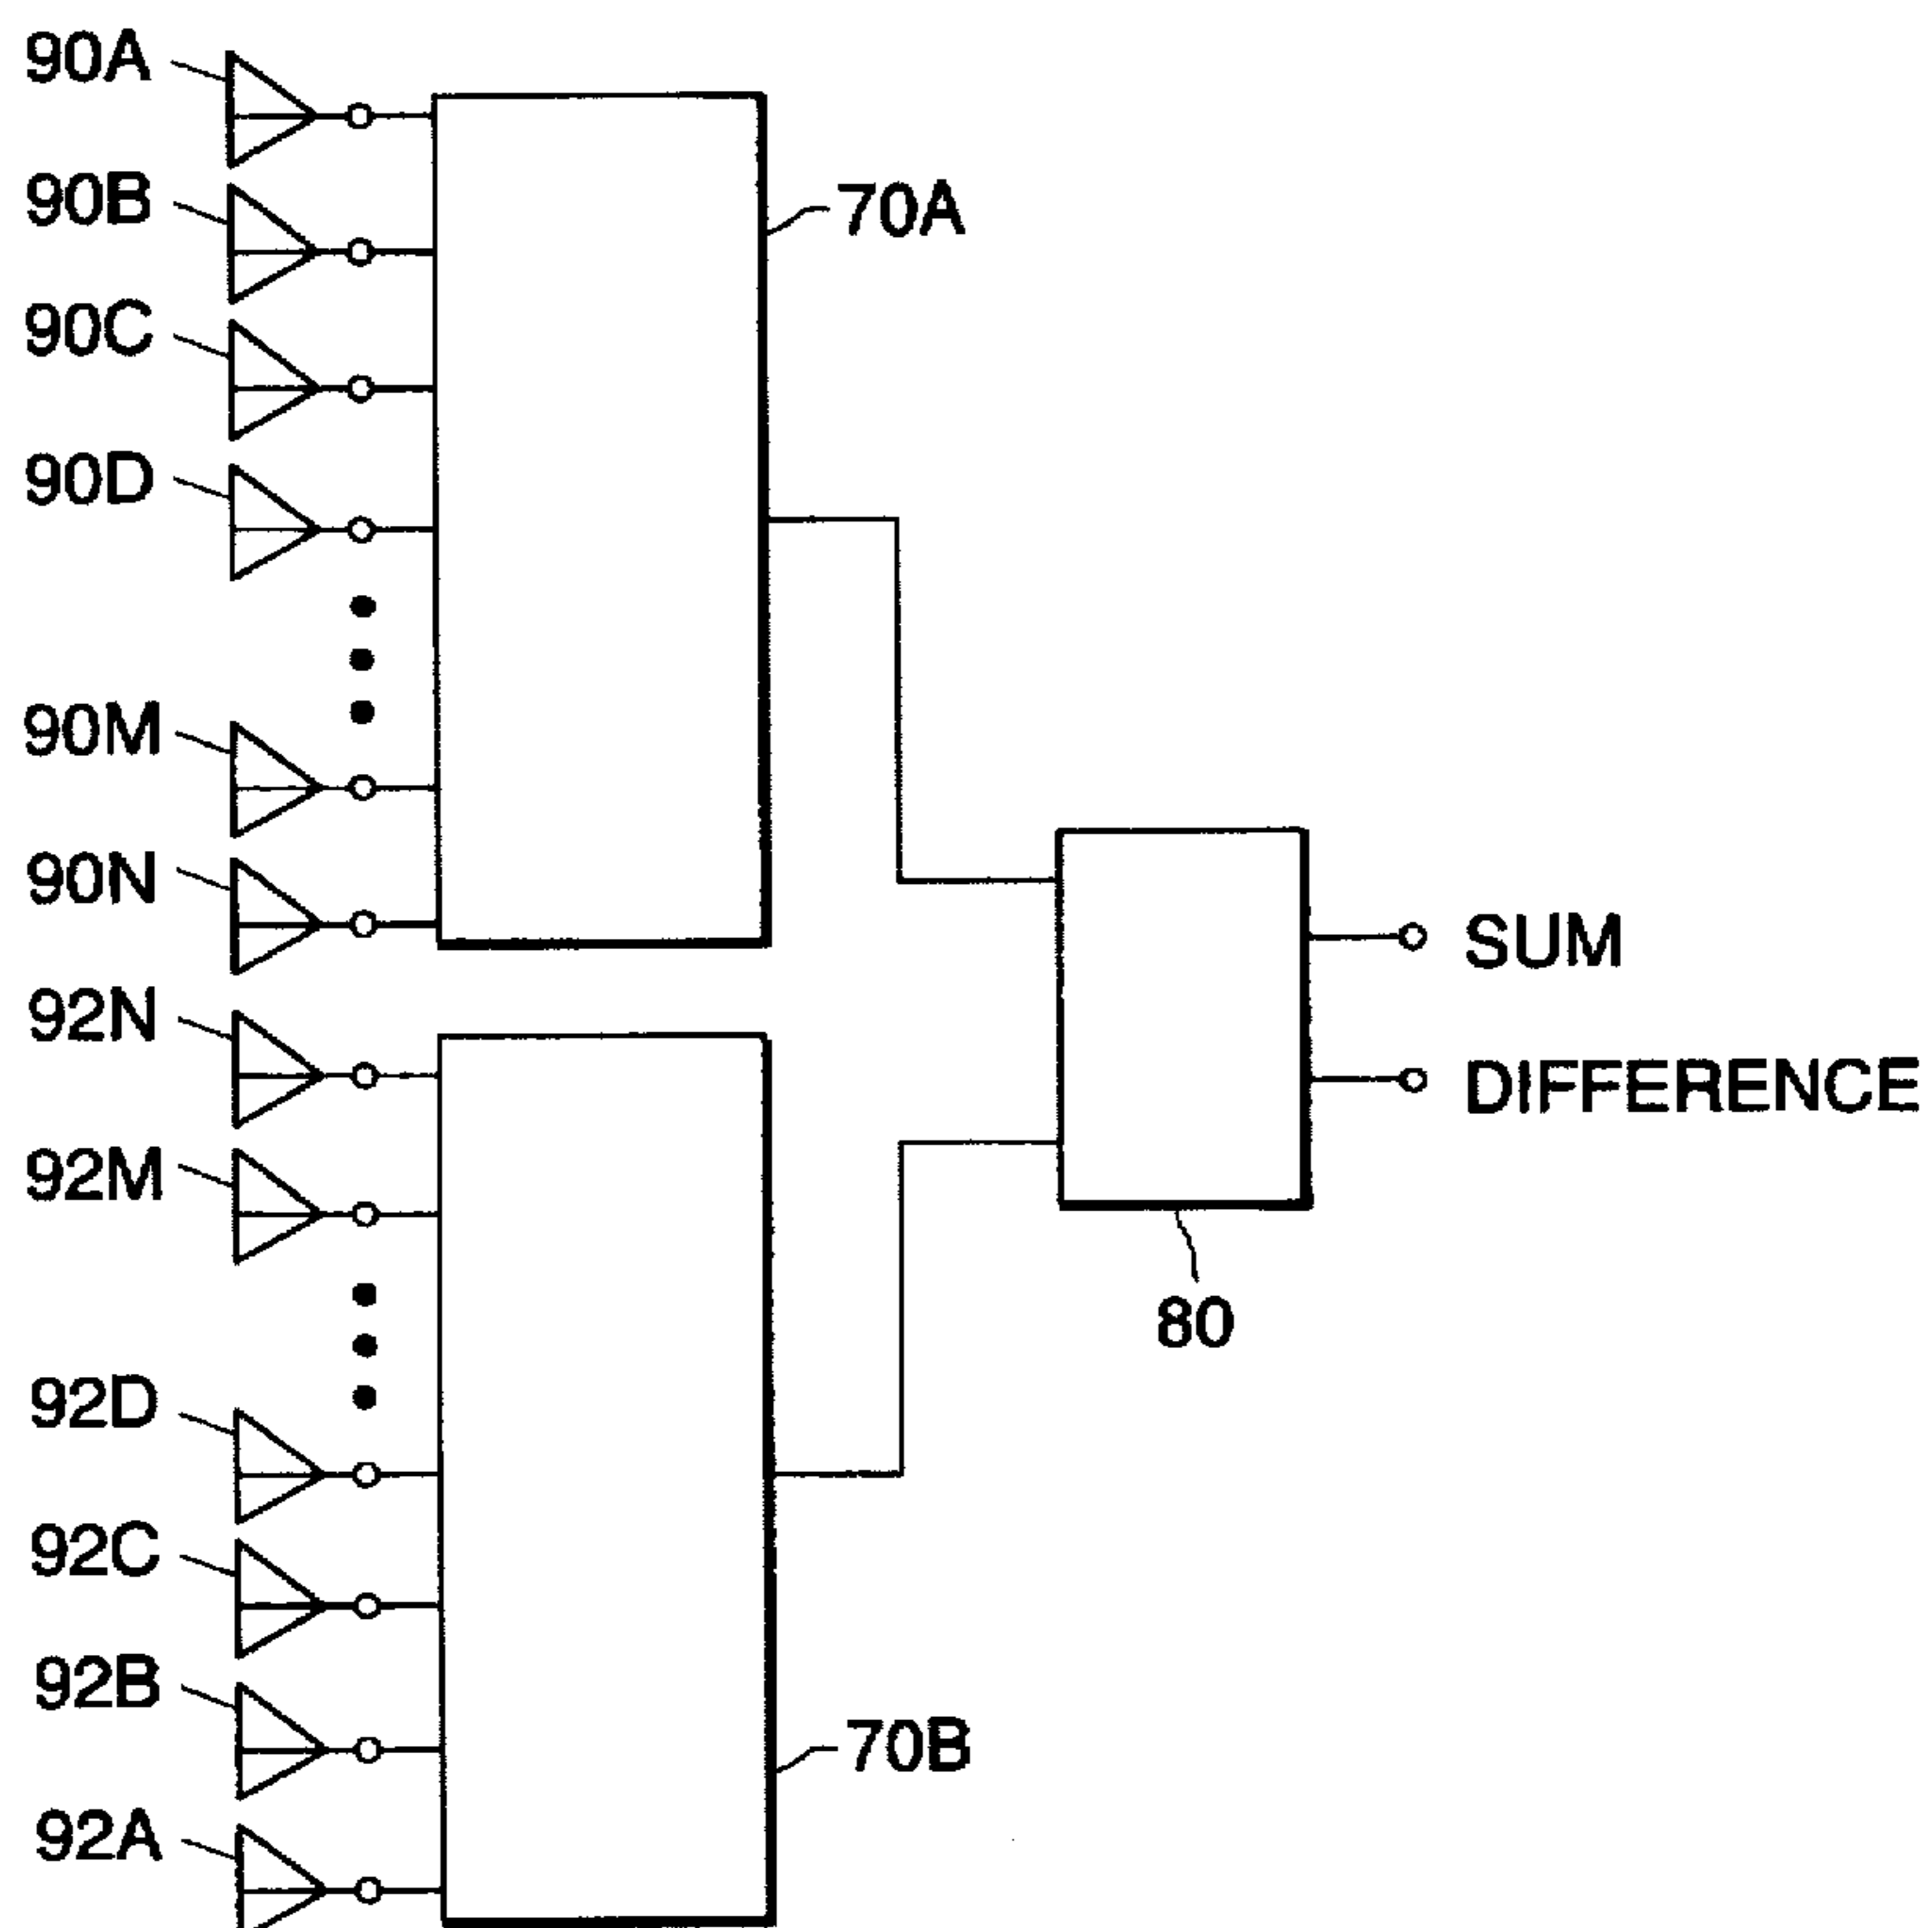 90A
90B
70A
90C
90D
90M
90N
SUM
92N
DIFFERENCE
92M
80
92D
92C
92B
70B
92A